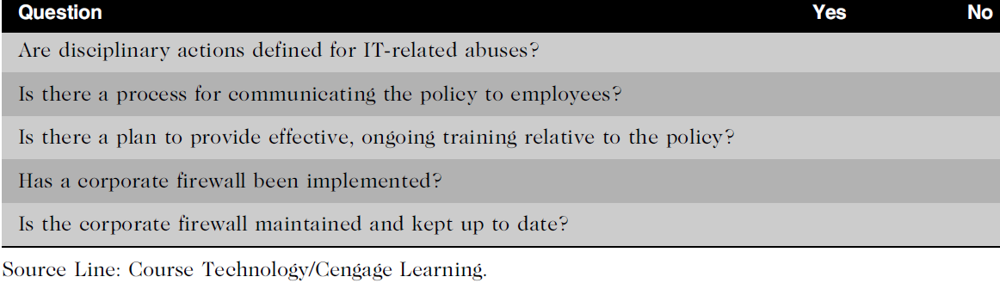 Question Yes No
Are disciplinary actions defined for IT-related abuses?
Is there a process for communicating the policy to employees?
Is there a plan to provide effective, ongoing training relative to the policy?
Has a corporate firewall been implemented?
Is the corporate firewall maintained and kept up to date?
Source Line: Course Technology/Cengage Learning.